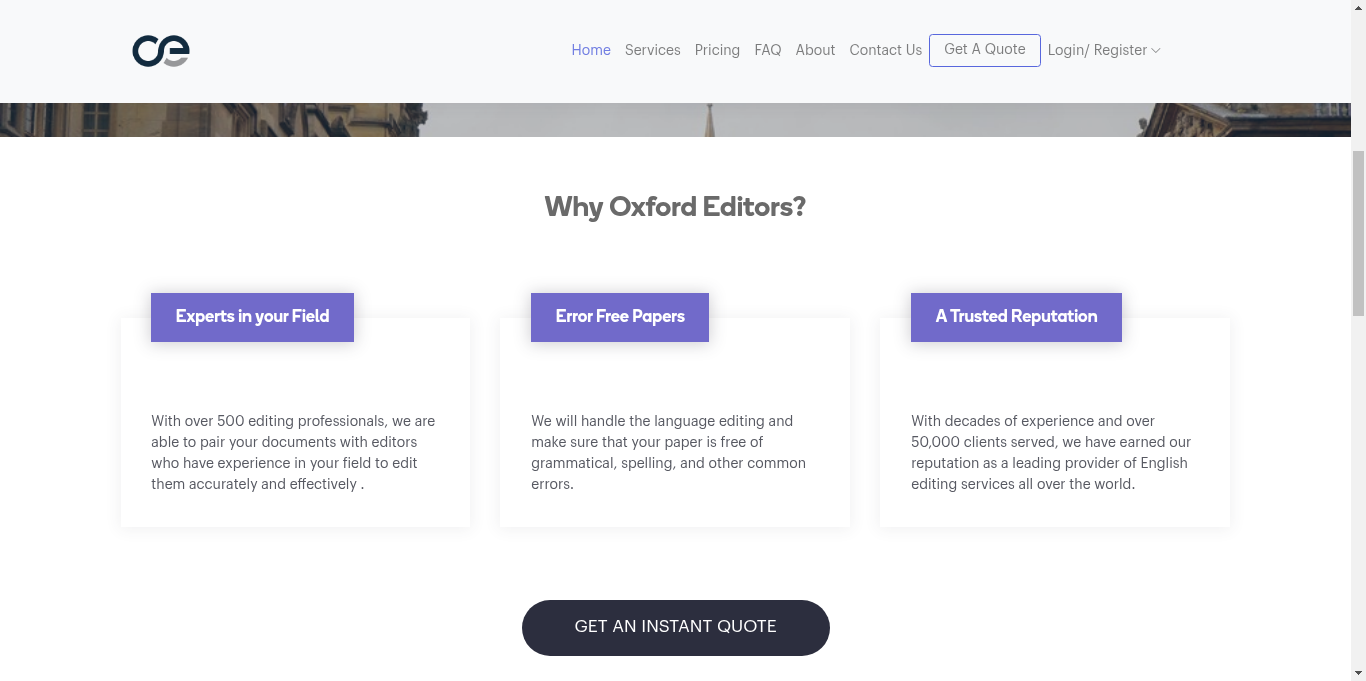 Home Services Pricing FAQ About Contact Us Get A Quote Login/ Register
Why Oxford Editors?
Experts in your Field
With over 500 editing professionals, we are
able to pair your documents with editors
who have experience in your field to edit
them accurately and effectively .
Error Free Papers
We will handle the language editing and
make sure that your paper is free of
grammatical, spelling, and other common
errors.
A Trusted Reputation
With decades of experience and over
50,000 clients served, we have earned our
reputation as a leading provider of English
editing services all over the world.
GET AN INSTANT QUOTE